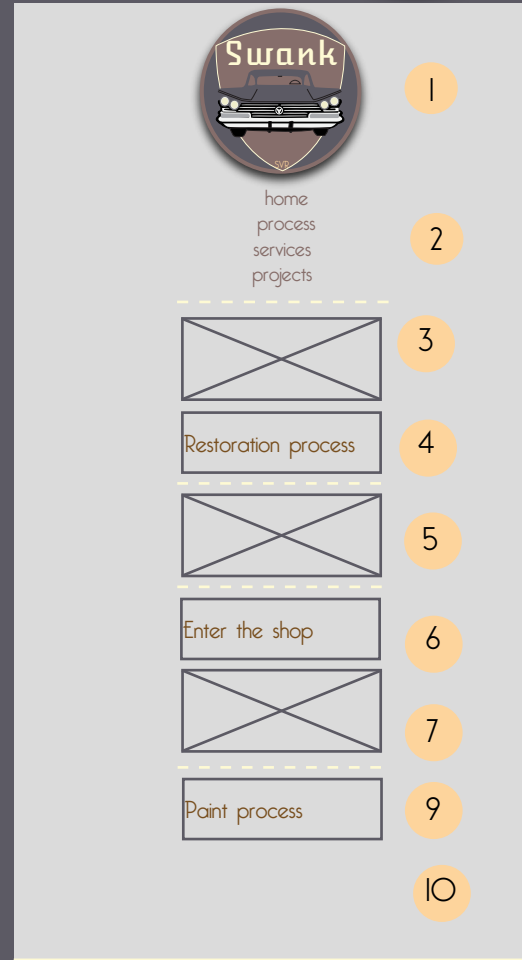 Swank
SVR
1
home
process
2
services
projects
3
Restoration process
4
5
Enter the shop
6
7
Paint process
9
10